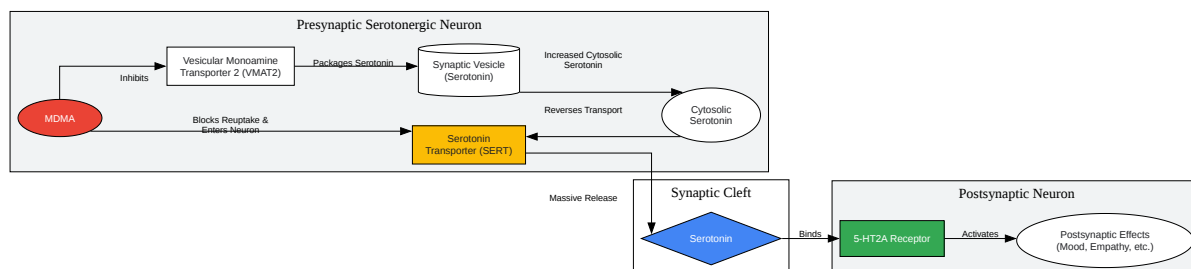 Presynaptic Serotonergic Neuron
Vesicular Monoamine
Transporter 2 (VMAT2)
Packages Serotonin
Synaptic Vesicle
(Serotonin)
Increased Cytosolic
Serotonin
Inhibits
MDMA
Blocks Reuptake &
Enters Neuron
Reverses Transport
Cytosolic
Serotonin
Serotonin
Transporter (SERT)
Massive Release
Synaptic Cleft
Serotonin
Binds
Postsynaptic Neuron
5-HT2A Receptor
Activates
Postsynaptic Effects
(Mood, Empathy, etc.)